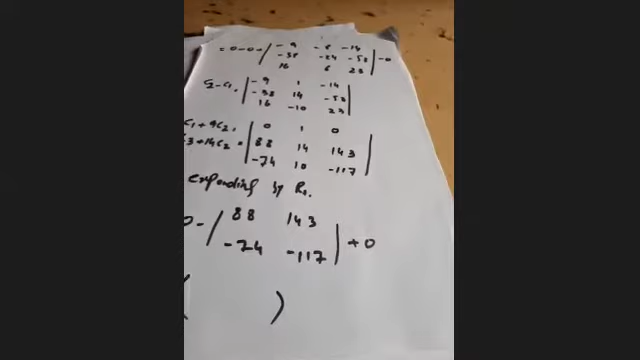 = 0-0+ | -9 -8 -14
-38 -24 -52
16 6 23 | -0
C2-C1, | -9 1 -14
-38 14 -52
16 -10 23 |
C1+9C2, | 0 1 0
C3+14C2 = 88 14 143
-74 10 -117 |
expanding by R1.
0 - | 88 143
-74 -117 | +0
( )